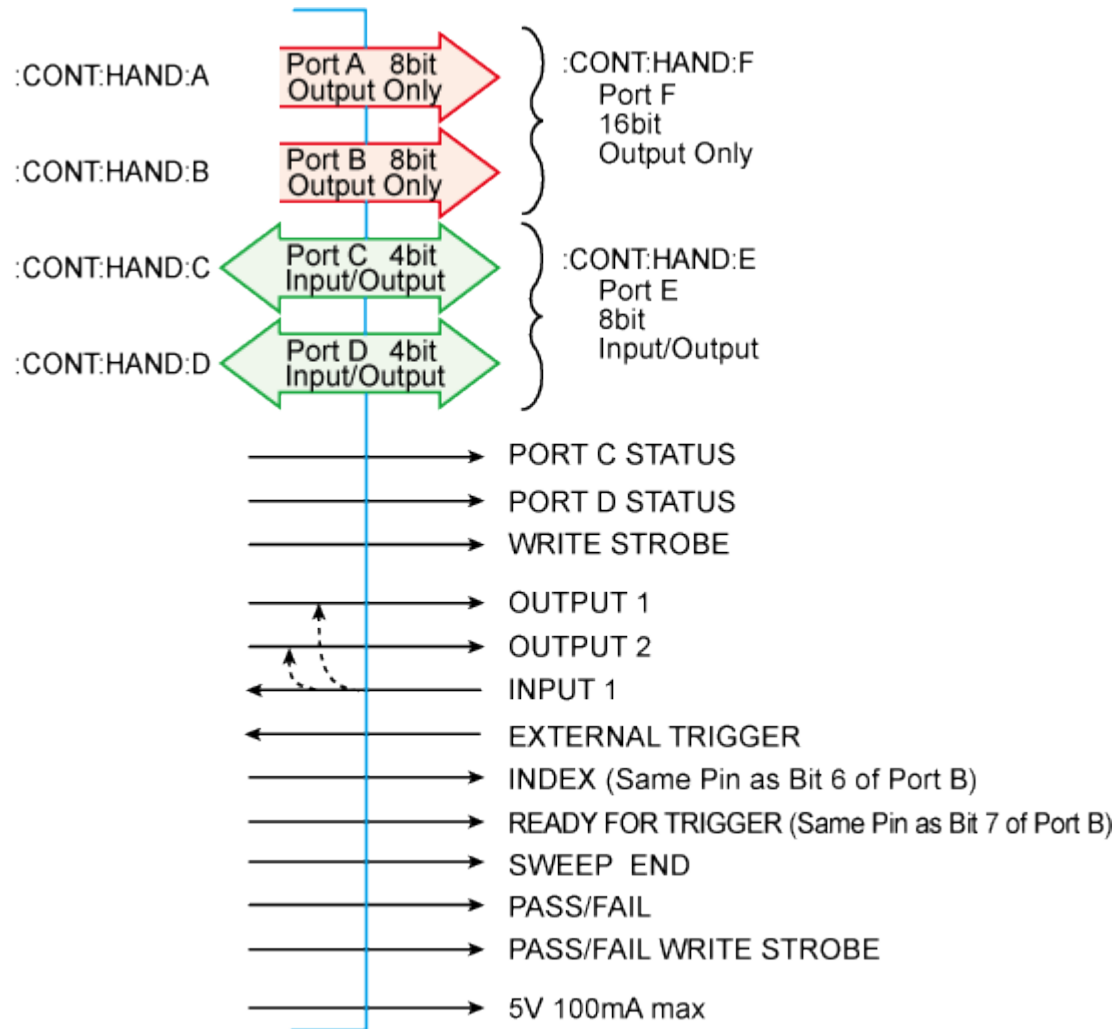 :CONT:HAND:A
Port A 8bit
Output Only
:CONT:HAND:F
Port F
16bit
Output Only
:CONT:HAND:B
Port B 8bit
Output Only
:CONT:HAND:C
Port C 4bit
Input/Output
:CONT:HAND:E
Port E
8bit
Input/Output
:CONT:HAND:D
Port D 4bit
Input/Output
PORT C STATUS
PORT D STATUS
WRITE STROBE
OUTPUT 1
OUTPUT 2
INPUT 1
EXTERNAL TRIGGER
INDEX (Same Pin as Bit 6 of Port B)
READY FOR TRIGGER (Same Pin as Bit 7 of Port B)
SWEEP END
PASS/FAIL
PASS/FAIL WRITE STROBE
5V 100mA max